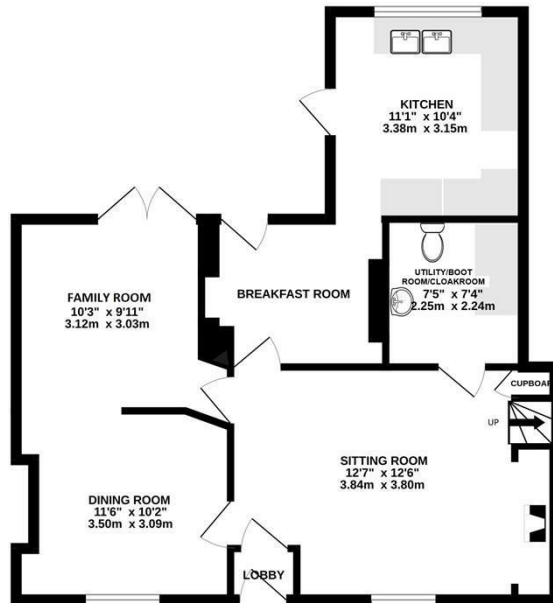 KITCHEN
11'1" x 10'4"
3.38m x 3.15m
UTILITY/BOOT
ROOM/CLOAKROOM
7'5" x 7'4"
2.25m x 2.24m
BREAKFAST ROOM
FAMILY ROOM
10'3" x 9'11"
3.12m x 3.03m
CUPBOAR
UP
SITTING ROOM
12'7" x 12'6"
3.84m x 3.80m
DINING ROOM
11'6" x 10'2"
3.50m x 3.09m
LOBBY